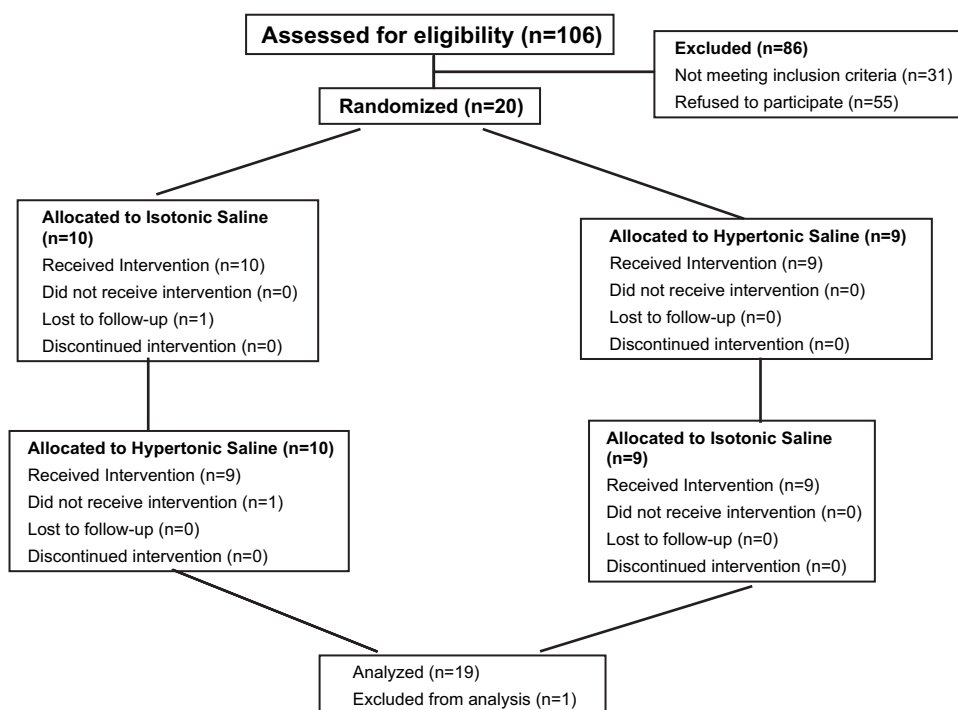 Assessed for eligibility (n=106)
Excluded (n=86)
Not meeting inclusion criteria (n=31)
Refused to participate (n=55)
Randomized (n=20)
Allocated to Isotonic Saline
(n=10)
Received Intervention (n=10)
Did not receive intervention (n=0)
Lost to follow-up (n=1)
Discontinued intervention (n=0)
Allocated to Hypertonic Saline (n=9)
Received Intervention (n=9)
Did not receive intervention (n=0)
Lost to follow-up (n=0)
Discontinued intervention (n=0)
Allocated to Hypertonic Saline (n=10)
Received Intervention (n=9)
Did not receive intervention (n=1)
Lost to follow-up (n=0)
Discontinued intervention (n=0)
Allocated to Isotonic Saline
(n=9)
Received Intervention (n=9)
Did not receive intervention (n=0)
Lost to follow-up (n=0)
Discontinued intervention (n=0)
Analyzed (n=19)
Excluded from analysis (n=1)